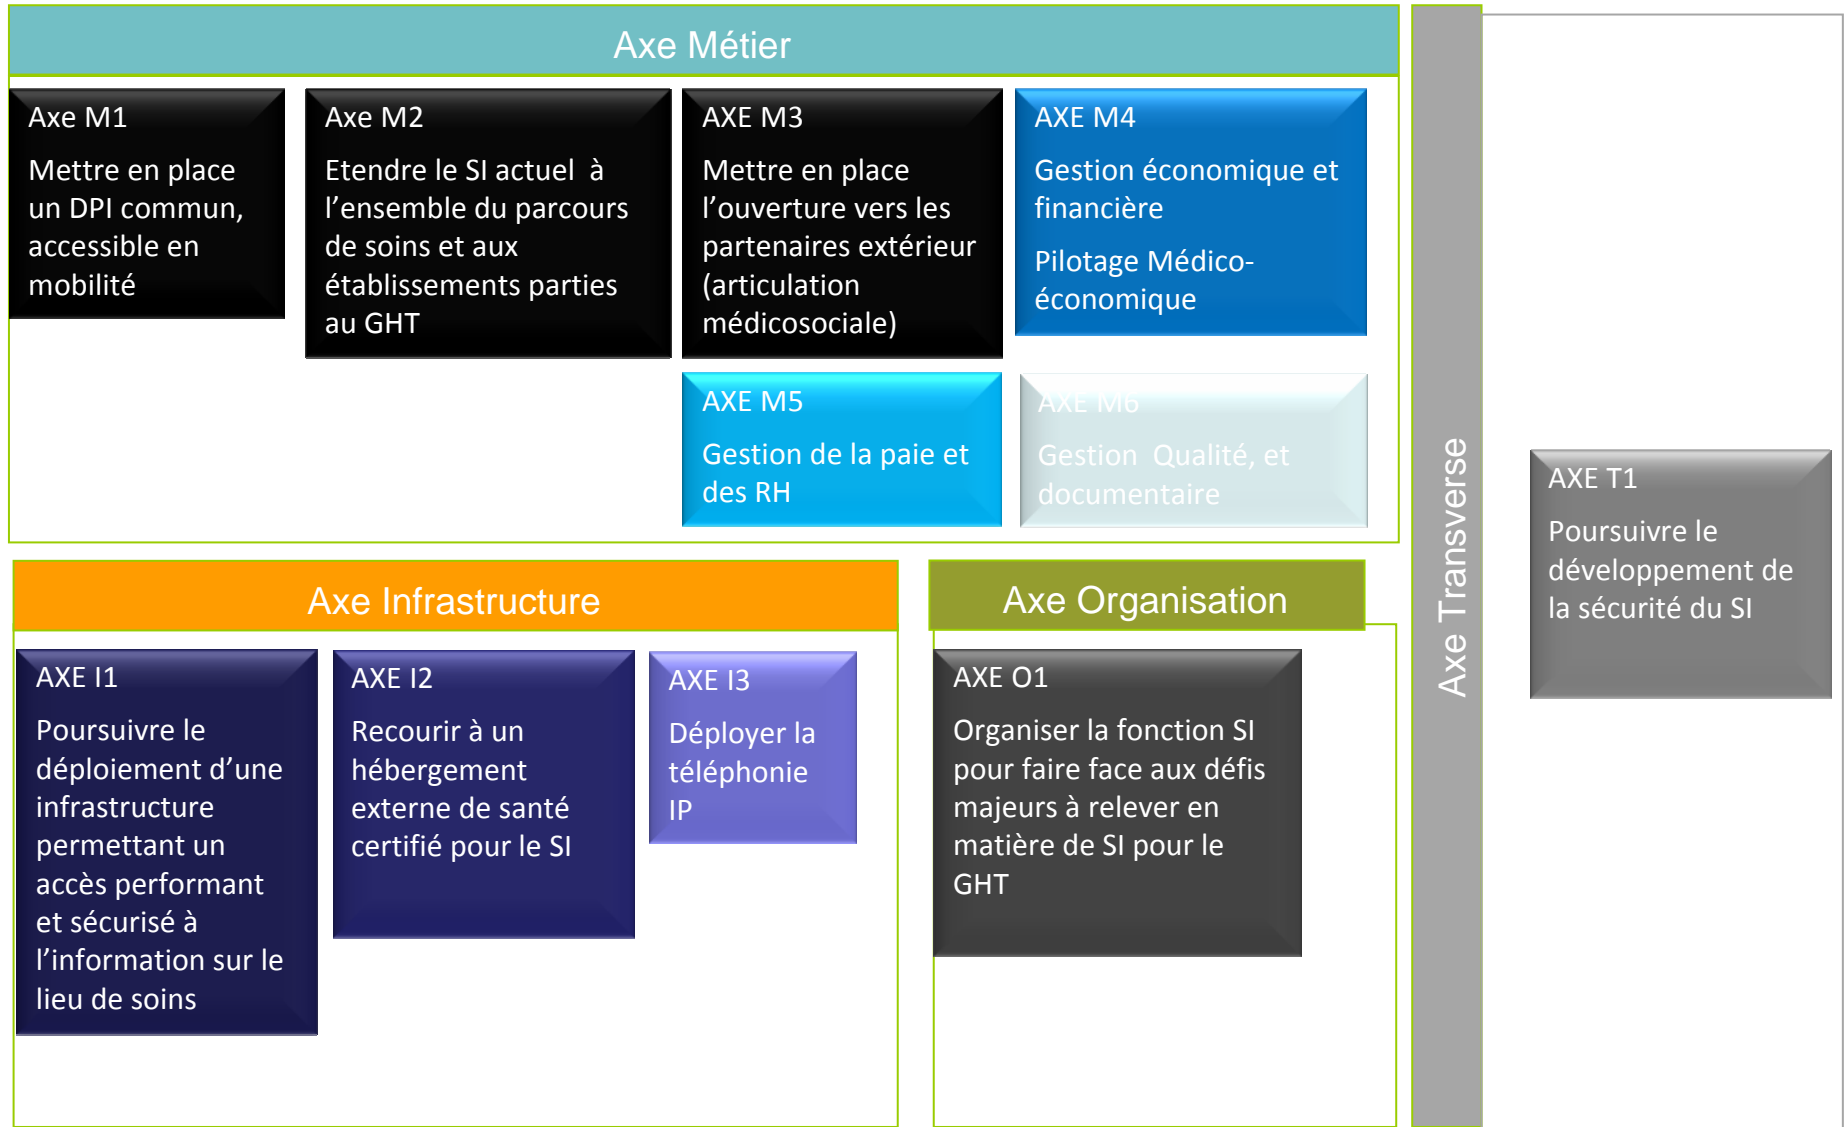 Axe Métier
Axe M1
Mettre en place
un DPI commun,
accessible en
mobilité
Axe M2
Etendre le SI actuel  à
l’ensemble du parcours
de soins et aux
établissements parties
au GHT
AXE M3
Mettre en place
l’ouverture vers les
partenaires extérieur
(articulation
médicosociale)
AXE M4
Gestion économique et
financière
Pilotage Médico-
économique
AXE M5
Gestion de la paie et
des RH
AXE M6
Gestion  Qualité, et
documentaire
Axe Infrastructure
AXE I1
Poursuivre le
déploiement d’une
infrastructure
permettant un
accès performant
et sécurisé à
l’information sur le
lieu de soins
AXE I2
Recourir à un
hébergement
externe de santé
certifié pour le SI
AXE I3
Déployer la
téléphonie
IP
Axe Organisation
AXE O1
Organiser la fonction SI
pour faire face aux défis
majeurs à relever en
matière de SI pour le
GHT
Axe Transverse
AXE T1
Poursuivre le
développement de
la sécurité du SI